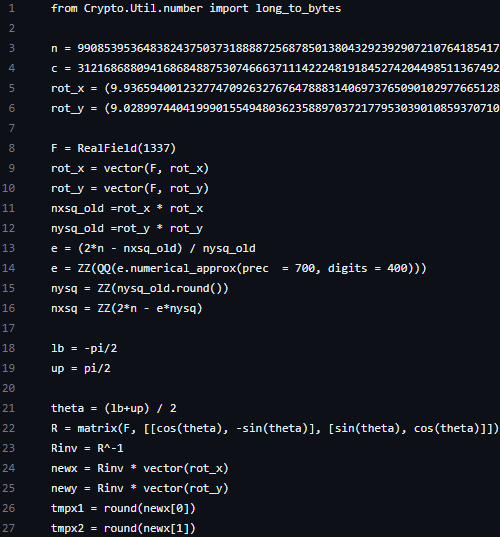 1 from Crypto.Util.number import long_to_bytes
2
3 n = 9908539536483824375037318888725687850138043292392907210764185417
4 c = 3121686880941686848875307466637111422248191845274204498511367492
5 rot_x = (9.936594001232774709263276764788831406973765090102977665128
6 rot_y = (9.028997440419990155494803623588970372177953039010859370710
7
8 F = RealField(1337)
9 rot_x = vector(F, rot_x)
10 rot_y = vector(F, rot_y)
11 nxsq_old =rot_x * rot_x
12 nysq_old =rot_y * rot_y
13 e = (2*n - nxsq_old) / nysq_old
14 e = ZZ(QQ(e.numerical_approx(prec  = 700, digits = 400)))
15 nysq = ZZ(nysq_old.round())
16 nxsq = ZZ(2*n - e*nysq)
17
18 lb = -pi/2
19 up = pi/2
20
21 theta = (lb+up) / 2
22 R = matrix(F, [[cos(theta), -sin(theta)], [sin(theta), cos(theta)]])
23 Rinv = R^-1
24 newx = Rinv * vector(rot_x)
25 newy = Rinv * vector(rot_y)
26 tmpx1 = round(newx[0])
27 tmpx2 = round(newx[1])